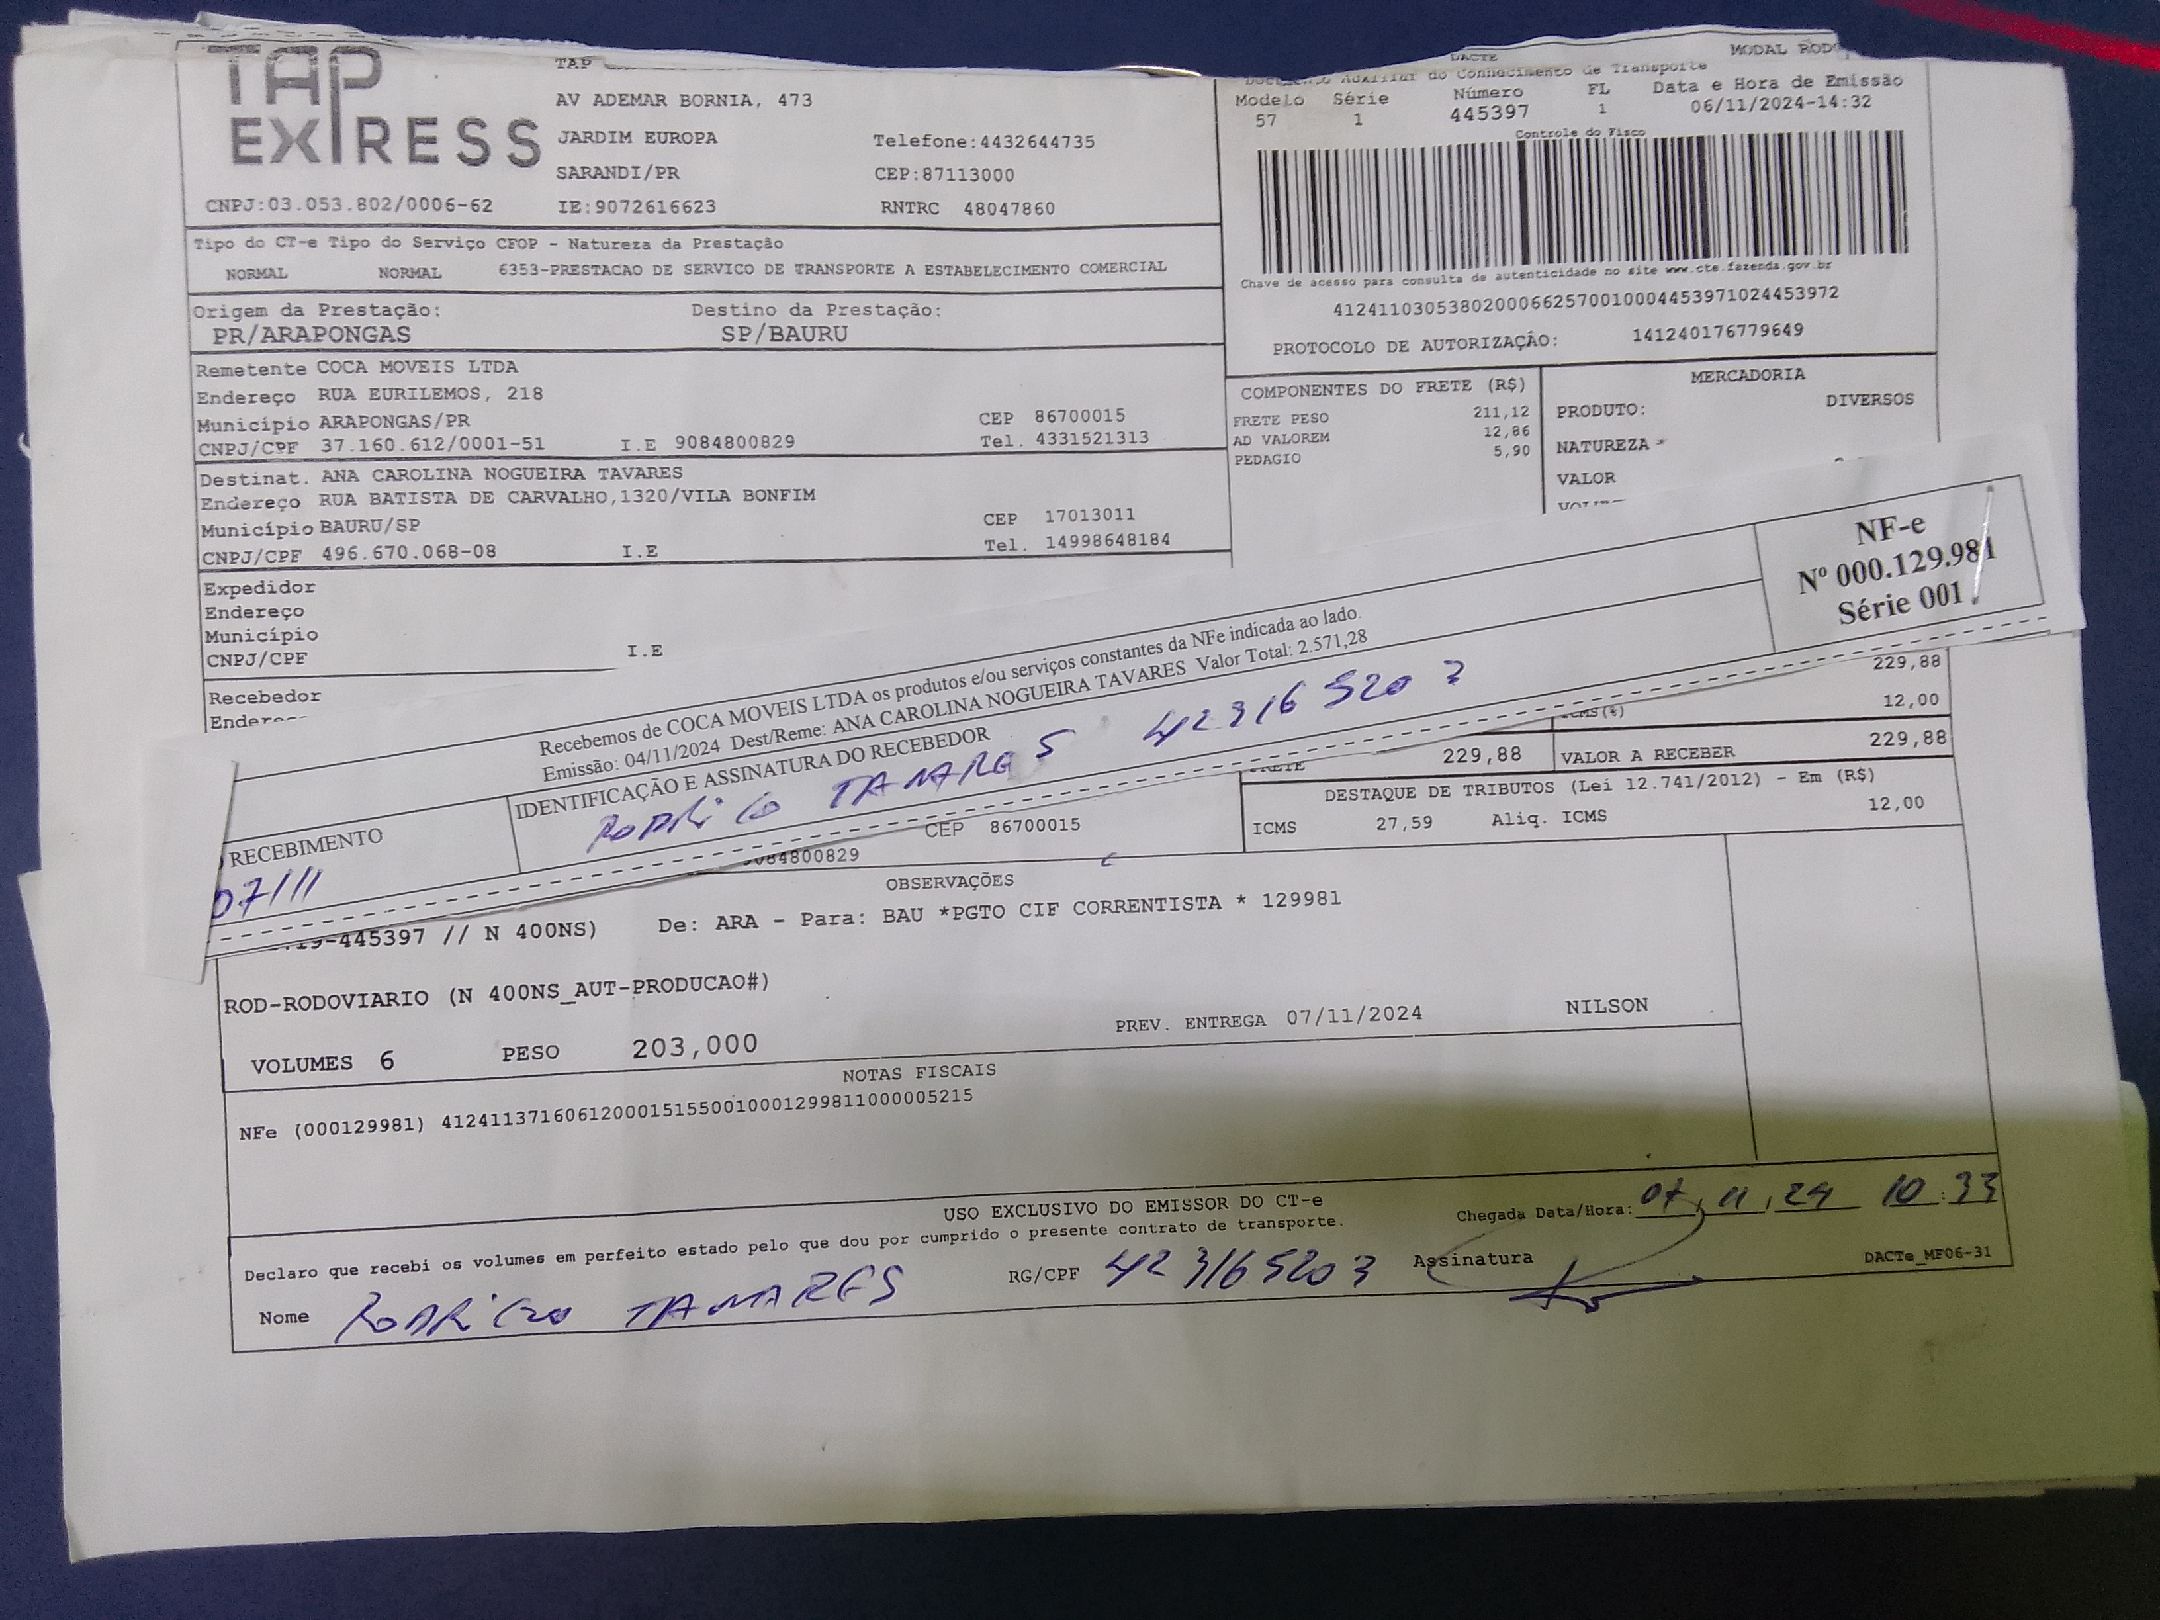 TAP EXPRESS
TAP
AV ADEMAR BORNIA, 473
JARDIM EUROPA Telefone:4432644735
SARANDI/PR CEP:87113000
CNPJ:03.053.802/0006-62 IE:9072616623 RNTRC 48047860
DACTE MODAL
Documento Auxiliar do Conhecimento de Transporte
Modelo Série Número FL Data e Hora de Emissão
57 1 445397 1 06/11/2024-14:32
Controle do Fisco
Chave de acesso para consulta de autenticidade no site www.cte.fazenda.gov.br
41241103053802000662570010004453971024453972
PROTOCOLO DE AUTORIZAÇÃO: 141240176779649
Tipo do CT-e Tipo do Serviço CFOP - Natureza da Prestação
NORMAL NORMAL 6353-PRESTACAO DE SERVICO DE TRANSPORTE A ESTABELECIMENTO COMERCIAL
Origem da Prestação: Destino da Prestação:
PR/ARAPONGAS SP/BAURU
Remetente COCA MOVEIS LTDA
Endereço RUA EURILEMOS, 218
Município ARAPONGAS/PR CEP 86700015
CNPJ/CPF 37.160.612/0001-51 I.E 9084800829 Tel. 4331521313
Destinat. ANA CAROLINA NOGUEIRA TAVARES
Endereço RUA BATISTA DE CARVALHO,1320/VILA BONFIM
Município BAURU/SP CEP 17013011
CNPJ/CPF 496.670.068-08 I.E Tel. 14998648184
Expedidor
Endereço
Município
CNPJ/CPF I.E
Recebedor
COMPONENTES DO FRETE (R$)
FRETE PESO 211,12
AD VALOREM 12,86
PEDAGIO 5,90
MERCADORIA
PRODUTO: DIVERSOS
NATUREZA
VALOR
NF-e
Nº 000.129.981
Série 001
Recebemos de COCA MOVEIS LTDA os produtos e/ou serviços constantes da NFe indicada ao lado.
Emissão: 04/11/2024 Dest/Reme: ANA CAROLINA NOGUEIRA TAVARES Valor Total: 2.571,28
IDENTIFICAÇÃO E ASSINATURA DO RECEBEDOR
RODRIGO TAVARES 423165203
RECEBIMENTO
07/11
229,88
ICMS(%) 12,00
FRETE 229,88 VALOR A RECEBER 229,88
DESTAQUE DE TRIBUTOS (Lei 12.741/2012) - Em (R$)
ICMS 27,59 Aliq. ICMS 12,00
CEP 86700015
9084800829
OBSERVAÇÕES
19-445397 // N 400NS) De: ARA - Para: BAU *PGTO CIF CORRENTISTA * 129981
ROD-RODOVIARIO (N 400NS_AUT-PRODUCAO#)
VOLUMES 6 PESO 203,000 PREV. ENTREGA 07/11/2024 NILSON
NOTAS FISCAIS
NFe (000129981) 41241137160612000151550010001299811000005215
USO EXCLUSIVO DO EMISSOR DO CT-e
Declaro que recebi os volumes em perfeito estado pelo que dou por cumprido o presente contrato de transporte.
Chegada Data/Hora: 07/11/24 10:33
Nome RODRIGO TAVARES RG/CPF 423165203 Assinatura
DACTe_MF06-31